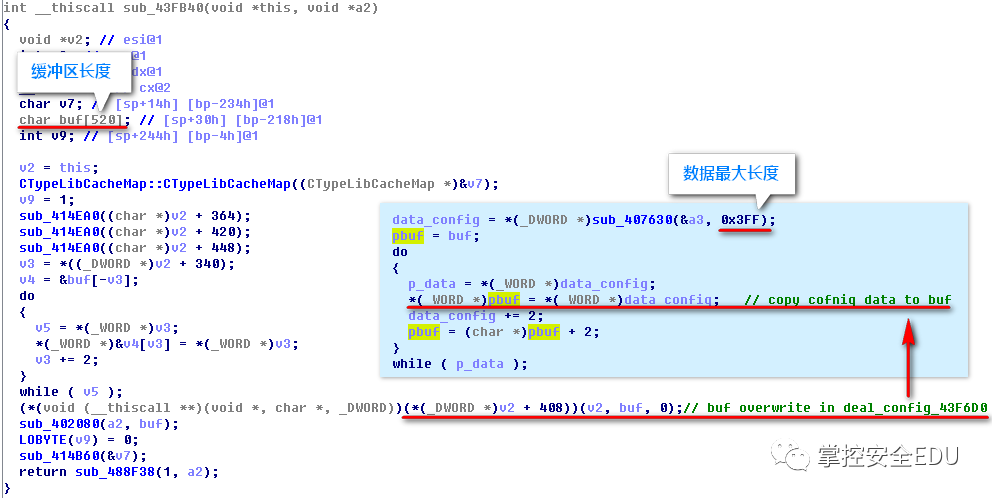 int __thiscall sub_43FB40(void *this, void *a2)
{
void *v2; // esi@1
@1
缓冲区长度
dx@1
cx@2
char v7; // [sp+14h] [bp-234h]@1
char buf[520]; // [sp+30h] [bp-218h]@1
int v9; // [sp+244h] [bp-4h]@1
v2 = this;
CTypeLibCacheMap::CTypeLibCacheMap((CTypeLibCacheMap *)&v7);
v9 = 1;
sub_414EA0((char *)v2 + 364);
sub_414EA0((char *)v2 + 420);
sub_414EA0((char *)v2 + 448);
v3 = *((_DWORD *)v2 + 340);
v4 = &buf[-v3];
do
{
v5 = *(_WORD *)v3;
*(_WORD *)&v4[v3] = *(_WORD *)v3;
v3 += 2;
}
while ( v5 );
(*(void (__thiscall **)(void *, char *, _DWORD))(*(_DWORD *)v2 + 408))(v2, buf, 0);// buf overwrite in deal_config_43F6D0
sub_402080(a2, buf);
LOBYTE(v9) = 0;
sub_414B60(&v7);
return sub_488F38(1, a2);
}
数据最大长度
data_config = *(_DWORD *)sub_407630(&a3, 0x3FF);
pbuf = buf;
do
{
p_data = *(_WORD *)data_config;
*(_WORD *)pbuf = *(_WORD *)data_config; // copy cofnig data to buf
data_config += 2;
pbuf = (char *)pbuf + 2;
}
while ( p_data );
掌控安全EDU